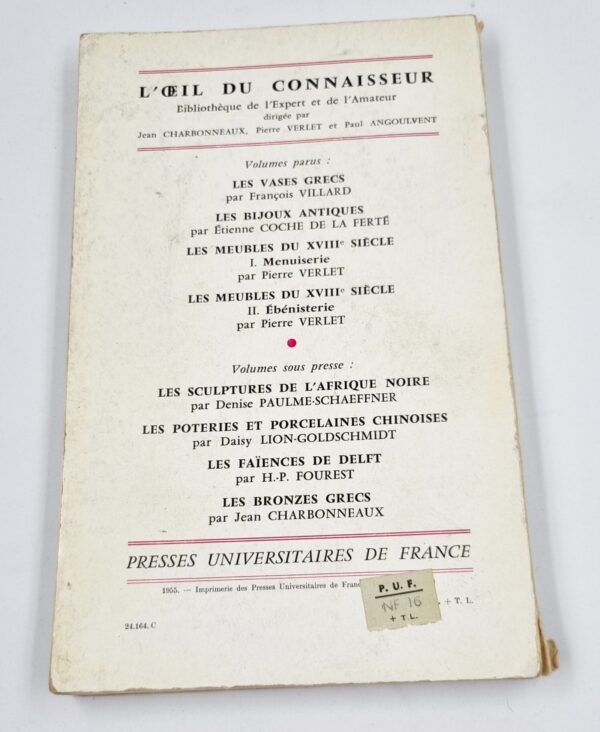 L'ŒIL DU CONNAISSEUR
Bibliothèque de l'Expert et de l'Amateur
dirigée par
Jean CHARBONNEAUX, Pierre VERLET et Paul ANGOULVENT
Volumes parus :
LES VASES GRECS
par François VILLARD
LES BIJOUX ANTIQUES
par Étienne COCHE DE LA FERTÉ
LES MEUBLES DU XVIIIe SIÈCLE
I. Menuiserie
par Pierre VERLET
LES MEUBLES DU XVIIIe SIÈCLE
II. Ébénisterie
par Pierre VERLET
Volumes sous presse :
LES SCULPTURES DE L'AFRIQUE NOIRE
par Denise PAULME-SCHAEFFNER
LES POTERIES ET PORCELAINES CHINOISES
par Daisy LION-GOLDSCHMIDT
LES FAÏENCES DE DELFT
par H.-P. FOUREST
LES BRONZES GRECS
par Jean CHARBONNEAUX
PRESSES UNIVERSITAIRES DE FRANCE
1955. — Imprimerie des Presses Universitaires de
P. U. F.
NF 16
+ T. L.
+ T. L.
24.164. C